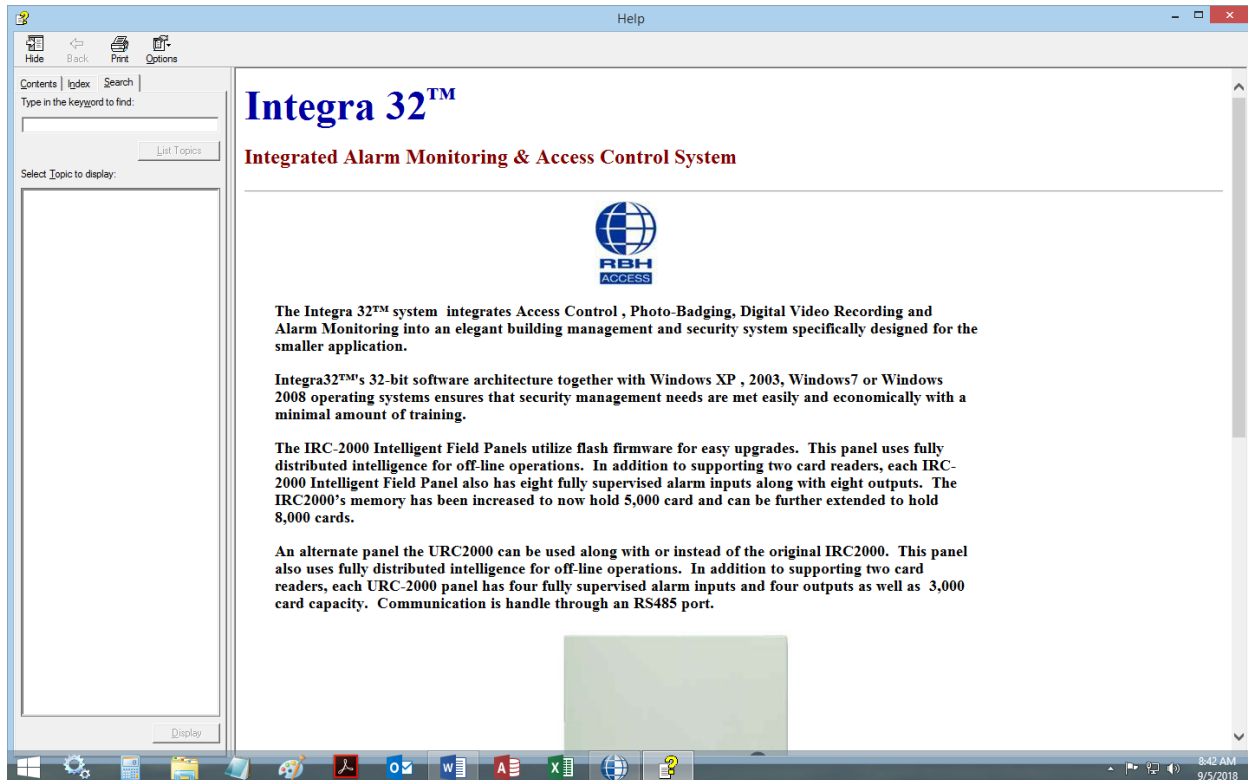 Help
Hide Back Print Options
Contents Index Search
Type in the keyword to find:
List Topics
Select Topic to display:
Display
Integra 32™
Integrated Alarm Monitoring & Access Control System
RBH
ACCESS
The Integra 32™ system  integrates Access Control , Photo-Badging, Digital Video Recording and
Alarm Monitoring into an elegant building management and security system specifically designed for the
smaller application.
Integra32™'s 32-bit software architecture together with Windows XP , 2003, Windows7 or Windows
2008 operating systems ensures that security management needs are met easily and economically with a
minimal amount of training.
The IRC-2000 Intelligent Field Panels utilize flash firmware for easy upgrades.  This panel uses fully
distributed intelligence for off-line operations.  In addition to supporting two card readers, each IRC-
2000 Intelligent Field Panel also has eight fully supervised alarm inputs along with eight outputs.  The
IRC2000’s memory has been increased to now hold 5,000 card and can be further extended to hold
8,000 cards.
An alternate panel the URC2000 can be used along with or instead of the original IRC2000.  This panel
also uses fully distributed intelligence for off-line operations.  In addition to supporting two card
readers, each URC-2000 panel has four fully supervised alarm inputs and four outputs as well as  3,000
card capacity.  Communication is handle through an RS485 port.
8:42 AM
9/5/2018